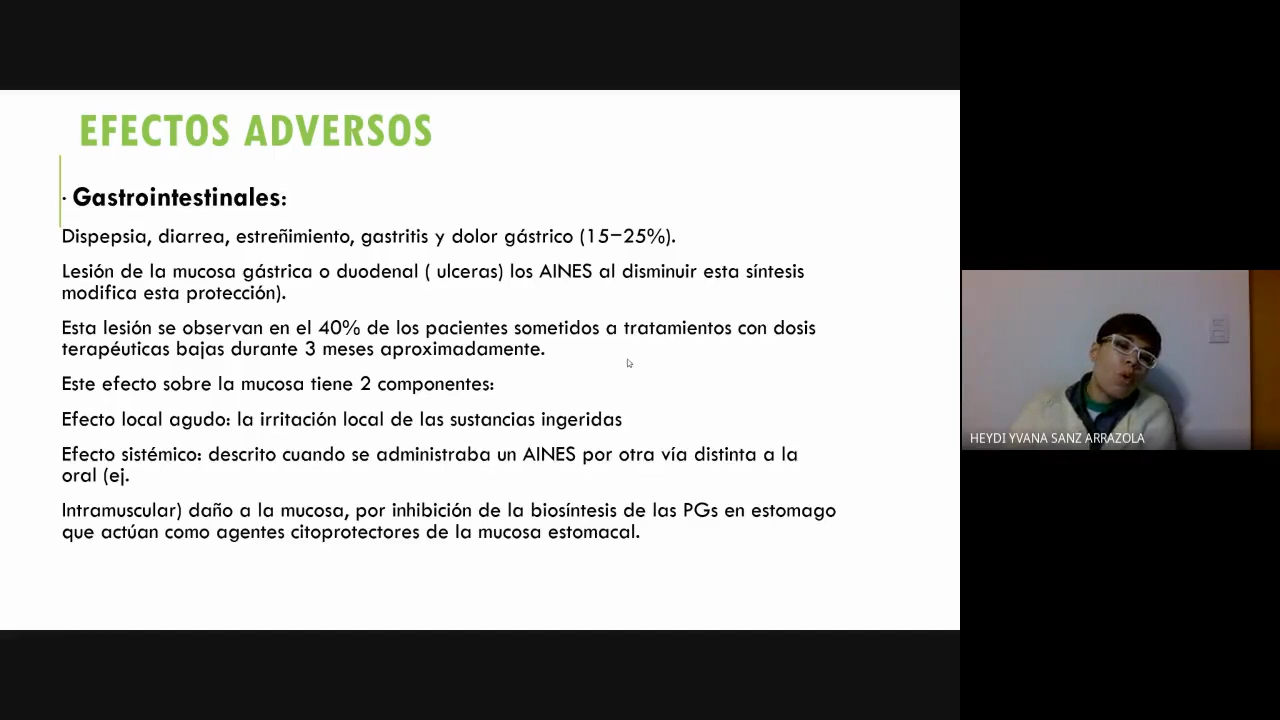 EFECTOS ADVERSOS
· Gastrointestinales:
Dispepsia, diarrea, estreñimiento, gastritis y dolor gástrico (15–25%).
Lesión de la mucosa gástrica o duodenal ( ulceras) los AINES al disminuir esta síntesis
modifica esta protección).
Esta lesión se observan en el 40% de los pacientes sometidos a tratamientos con dosis
terapéuticas bajas durante 3 meses aproximadamente.
Este efecto sobre la mucosa tiene 2 componentes:
Efecto local agudo: la irritación local de las sustancias ingeridas
Efecto sistémico: descrito cuando se administraba un AINES por otra vía distinta a la
oral (ej.
Intramuscular) daño a la mucosa, por inhibición de la biosíntesis de las PGs en estomago
que actúan como agentes citoprotectores de la mucosa estomacal.
HEYDI YVANA SANZ ARRAZOLA